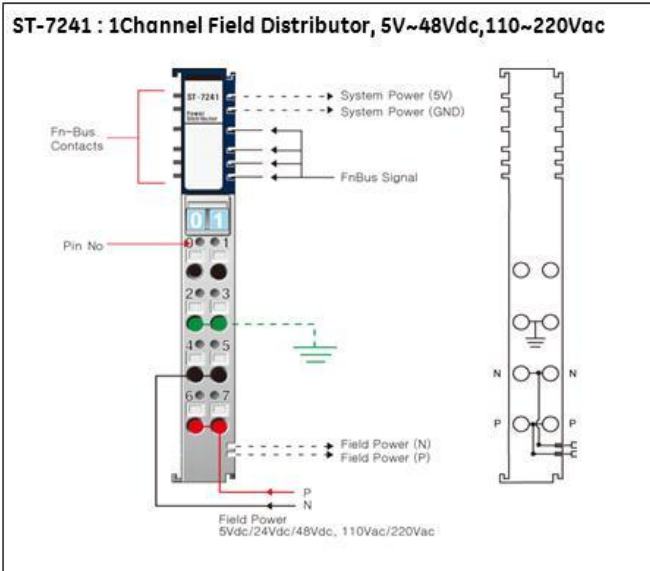 ST-7241 : 1Channel Field Distributor, 5V~48Vdc,110~220Vac
ST-7241
Power
Distributor
System Power (5V)
System Power (GND)
Fn-Bus
Contacts
FnBus Signal
0 1
Pin No
0 1
2 3
4 5
6 7
N N
P P
Field Power (N)
Field Power (P)
P
N
Field Power
5Vdc/24Vdc/48Vdc, 110Vac/220Vac